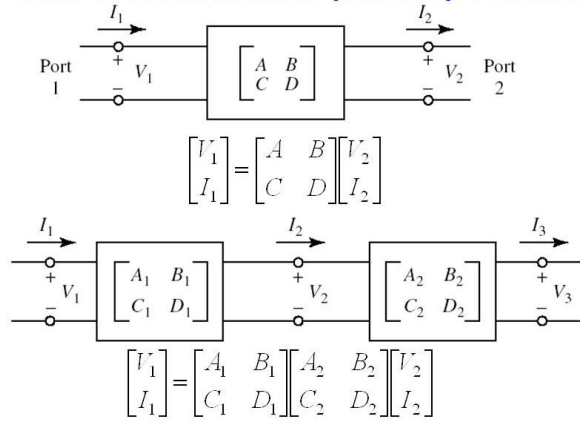 I₁ I₂
Port 1 + V₁ − [A B C D] + V₂ − Port 2
[V₁ I₁] = [A B C D] [V₂ I₂]
I₁ I₂ I₃
+ V₁ − [A₁ B₁ C₁ D₁] + V₂ − [A₂ B₂ C₂ D₂] + V₃ −
[V₁ I₁] = [A₁ B₁ C₁ D₁] [A₂ B₂ C₂ D₂] [V₂ I₂]